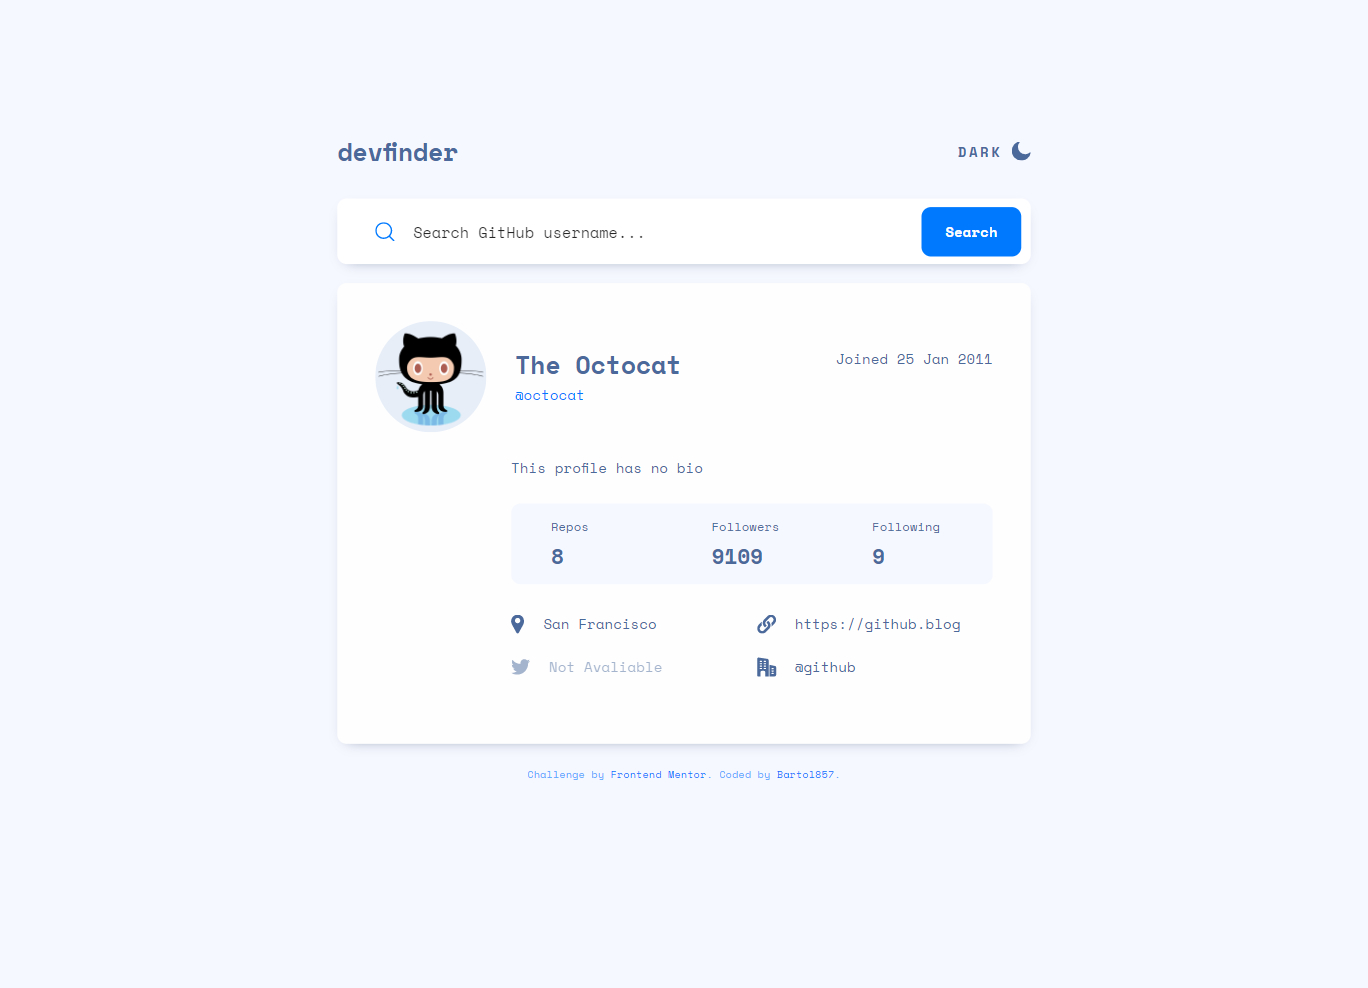 devfinder
DARK
Search GitHub username...
Search
The Octocat
Joined 25 Jan 2011
@octocat
This profile has no bio
Repos Followers Following
8 9109 9
San Francisco
https://github.blog
Not Avaliable
@github
Challenge by Frontend Mentor. Coded by Bartol857.